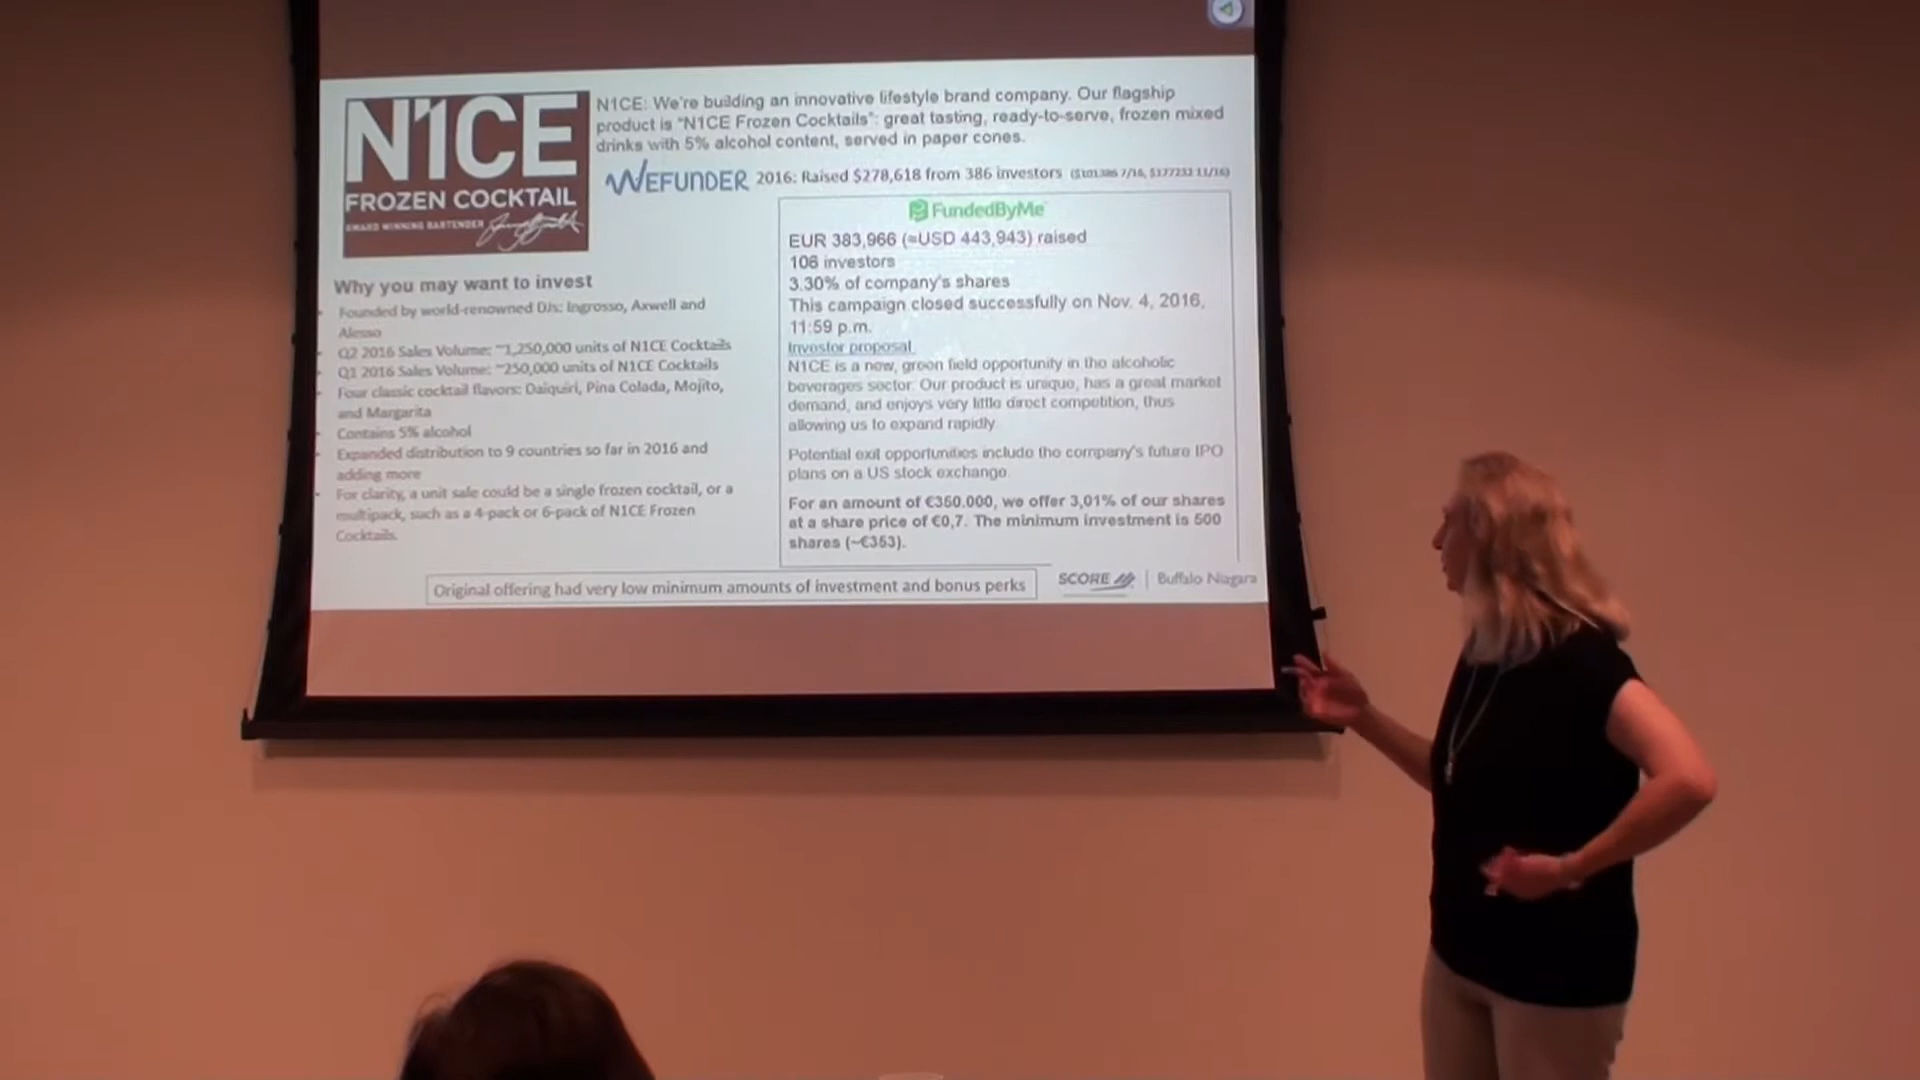 N1CE
FROZEN COCKTAIL
AWARD WINNING BARTENDER
N1CE: We're building an innovative lifestyle brand company. Our flagship
product is "N1CE Frozen Cocktails": great tasting, ready-to-serve, frozen mixed
drinks with 5% alcohol content, served in paper cones.
WEFUNDER 2016: Raised $278,618 from 386 investors
Why you may want to invest
Founded by world-renowned DJs: Ingrosso, Axwell and
Alesso
Q2 2016 Sales Volume: ~1,250,000 units of N1CE Cocktails
Q1 2016 Sales Volume: ~250,000 units of N1CE Cocktails
Four classic cocktail flavors: Daiquiri, Pina Colada, Mojito,
and Margarita
Contains 5% alcohol
Expanded distribution to 9 countries so far in 2016 and
adding more
For clarity, a unit sale could be a single frozen cocktail, or a
multipack, such as a 4-pack or 6-pack of N1CE Frozen
Cocktails.
FundedByMe
EUR 383,966 (≈USD 443,943) raised
106 investors
3.30% of company's shares
This campaign closed successfully on Nov. 4, 2016,
11:59 p.m.
Investor proposal
N1CE is a new, green field opportunity in the alcoholic
beverages sector. Our product is unique, has a great market
demand, and enjoys very little direct competition, thus
allowing us to expand rapidly
Potential exit opportunities include the company's future IPO
plans on a US stock exchange.
For an amount of €350.000, we offer 3,01% of our shares
at a share price of €0,7. The minimum investment is 500
shares (~€353).
Original offering had very low minimum amounts of investment and bonus perks
SCORE | Buffalo Niagara